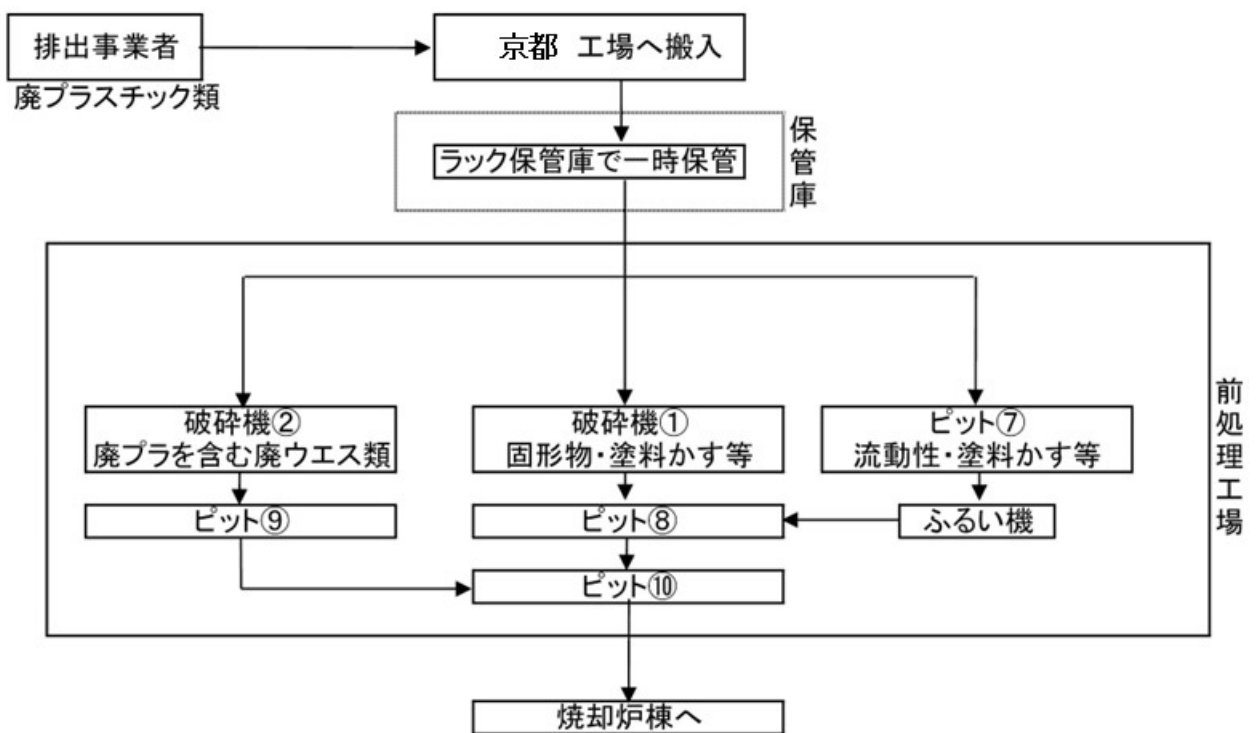 排出事業者
廃プラスチック類
京都 工場へ搬入
ラック保管庫で一時保管
保管庫
前処理工場
破砕機②
廃プラを含む廃ウエス類
破砕機①
固形物・塗料かす等
ピット⑦
流動性・塗料かす等
ピット⑨
ピット⑧
ふるい機
ピット⑩
焼却炉棟へ